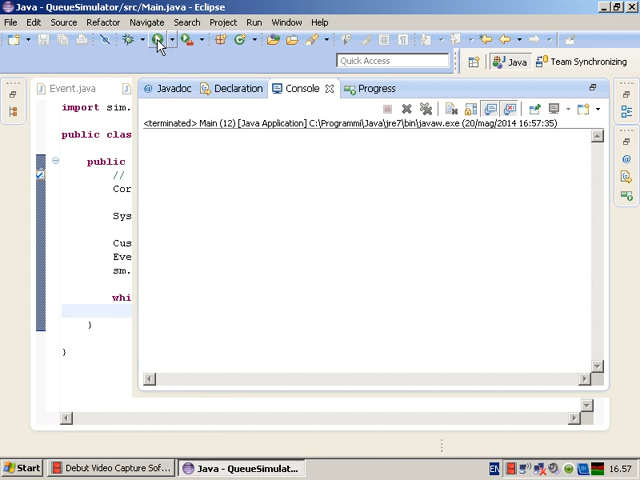 Java - QueueSimulator/src/Main.java - Eclipse
File Edit Source Refactor Navigate Search Project Run Window Help
Quick Access
Java
Team Synchronizing
Event.java
@ Javadoc
Declaration
Console
Progress
<terminated> Main (12) [Java Application] C:\Programmi\Java\jre7\bin\javaw.exe (20/mag/2014 16:57:35)
import sim.
public class
public
//
Cor
Sys
Cus
Eve
sm.
whi
}
}
Start
Debut Video Capture Sof...
Java - QueueSimulat...
EN
16.57